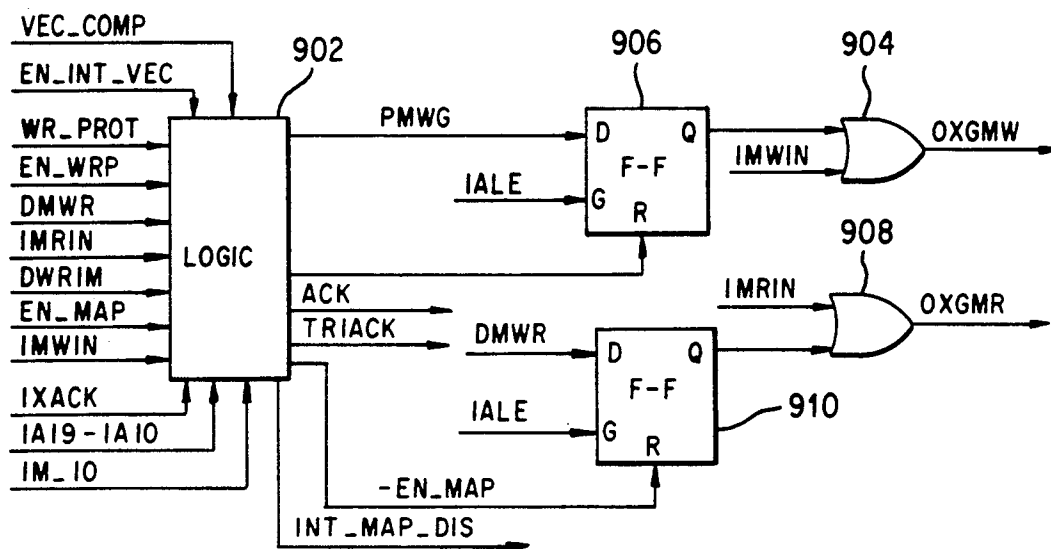 VEC_COMP
902
906
904
EN_INT_VEC
WR_PROT
PMWG
D
Q
OXGMW
EN_WRP
F-F
IMWIN
DMWR
IALE
G
R
IMRIN
LOGIC
908
DWRIM
ACK
IMRIN
OXGMR
EN_MAP
TRIACK
DMWR
D
Q
IMWIN
F-F
910
IXACK
IALE
G
R
IA19-IA10
IM_IO
-EN_MAP
INT_MAP_DIS